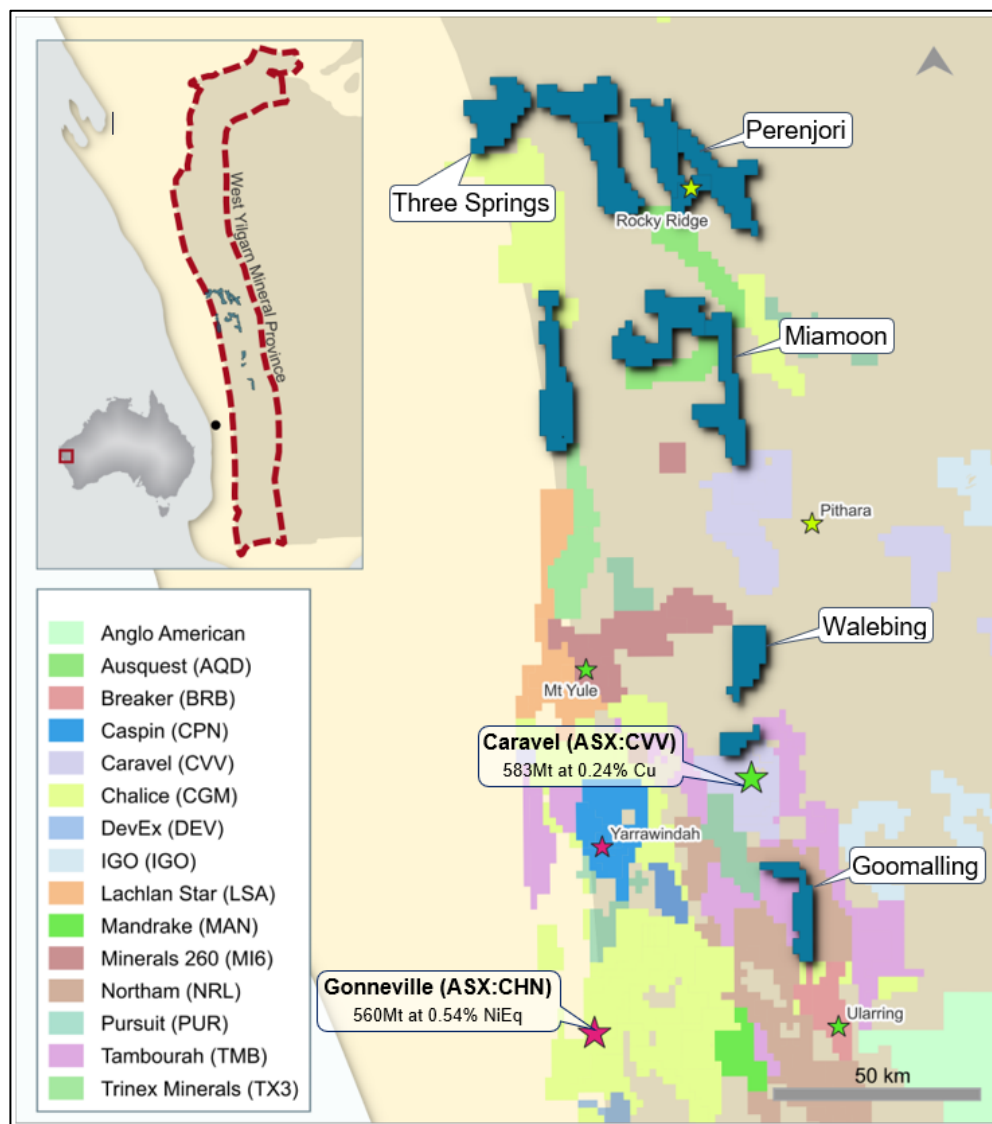 West Yilgarn Mineral Province
Perenjori
Three Springs
Rocky Ridge
Miamoon
Pithara
Walebing
Mt Yule
Caravel (ASX:CVV)
583Mt at 0.24% Cu
Yarrawindah
Goomalling
Gonneville (ASX:CHN)
560Mt at 0.54% NiEq
Ularring
50 km
Anglo American
Ausquest (AQD)
Breaker (BRB)
Caspin (CPN)
Caravel (CVV)
Chalice (CGM)
DevEx (DEV)
IGO (IGO)
Lachlan Star (LSA)
Mandrake (MAN)
Minerals 260 (MI6)
Northam (NRL)
Pursuit (PUR)
Tambourah (TMB)
Trinex Minerals (TX3)